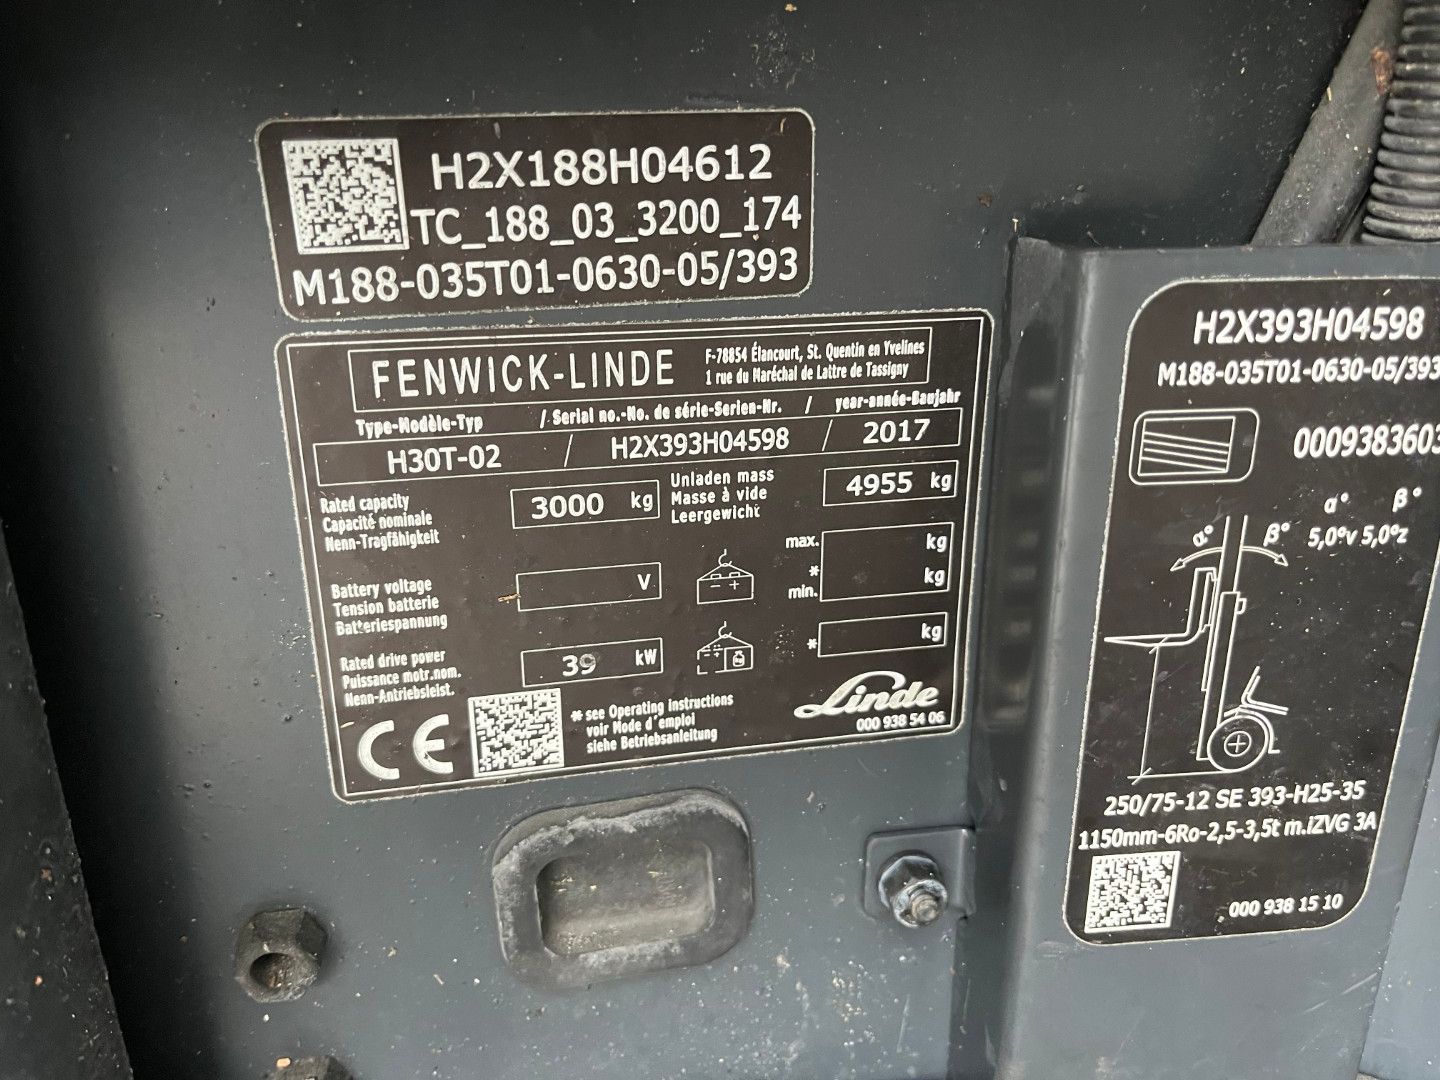 H2X188H04612
TC_188_03_3200_174
M188-035T01-0630-05/393
FENWICK-LINDE
F-78854 Élancourt, St. Quentin en Yvelines
1 rue du Maréchal de Lattre de Tassigny
Type-Modèle-Typ / Serial no.-No. de série-Serien-Nr. / year-année-Baujahr
H30T-02 / H2X393H04598 / 2017
Rated capacity
Capacité nominale
Nenn-Tragfähigkeit
3000 kg
Unladen mass
Masse à vide
Leergewicht
4955 kg
Battery voltage
Tension batterie
Batteriespannung
V
max. kg
*
min. kg
Rated drive power
Puissance motr.nom.
Nenn-Antriebsleist.
39 kW
* kg
CE
* see Operating instructions
voir Mode d'emploi
siehe Betriebsanleitung
Linde
000 938 54 06
H2X393H04598
M188-035T01-0630-05/393
0009383603
α° β°
5,0°v 5,0°z
α° β°
250/75-12 SE 393-H25-35
1150mm-6Ro-2,5-3,5t m.iZVG 3A
000 938 15 10